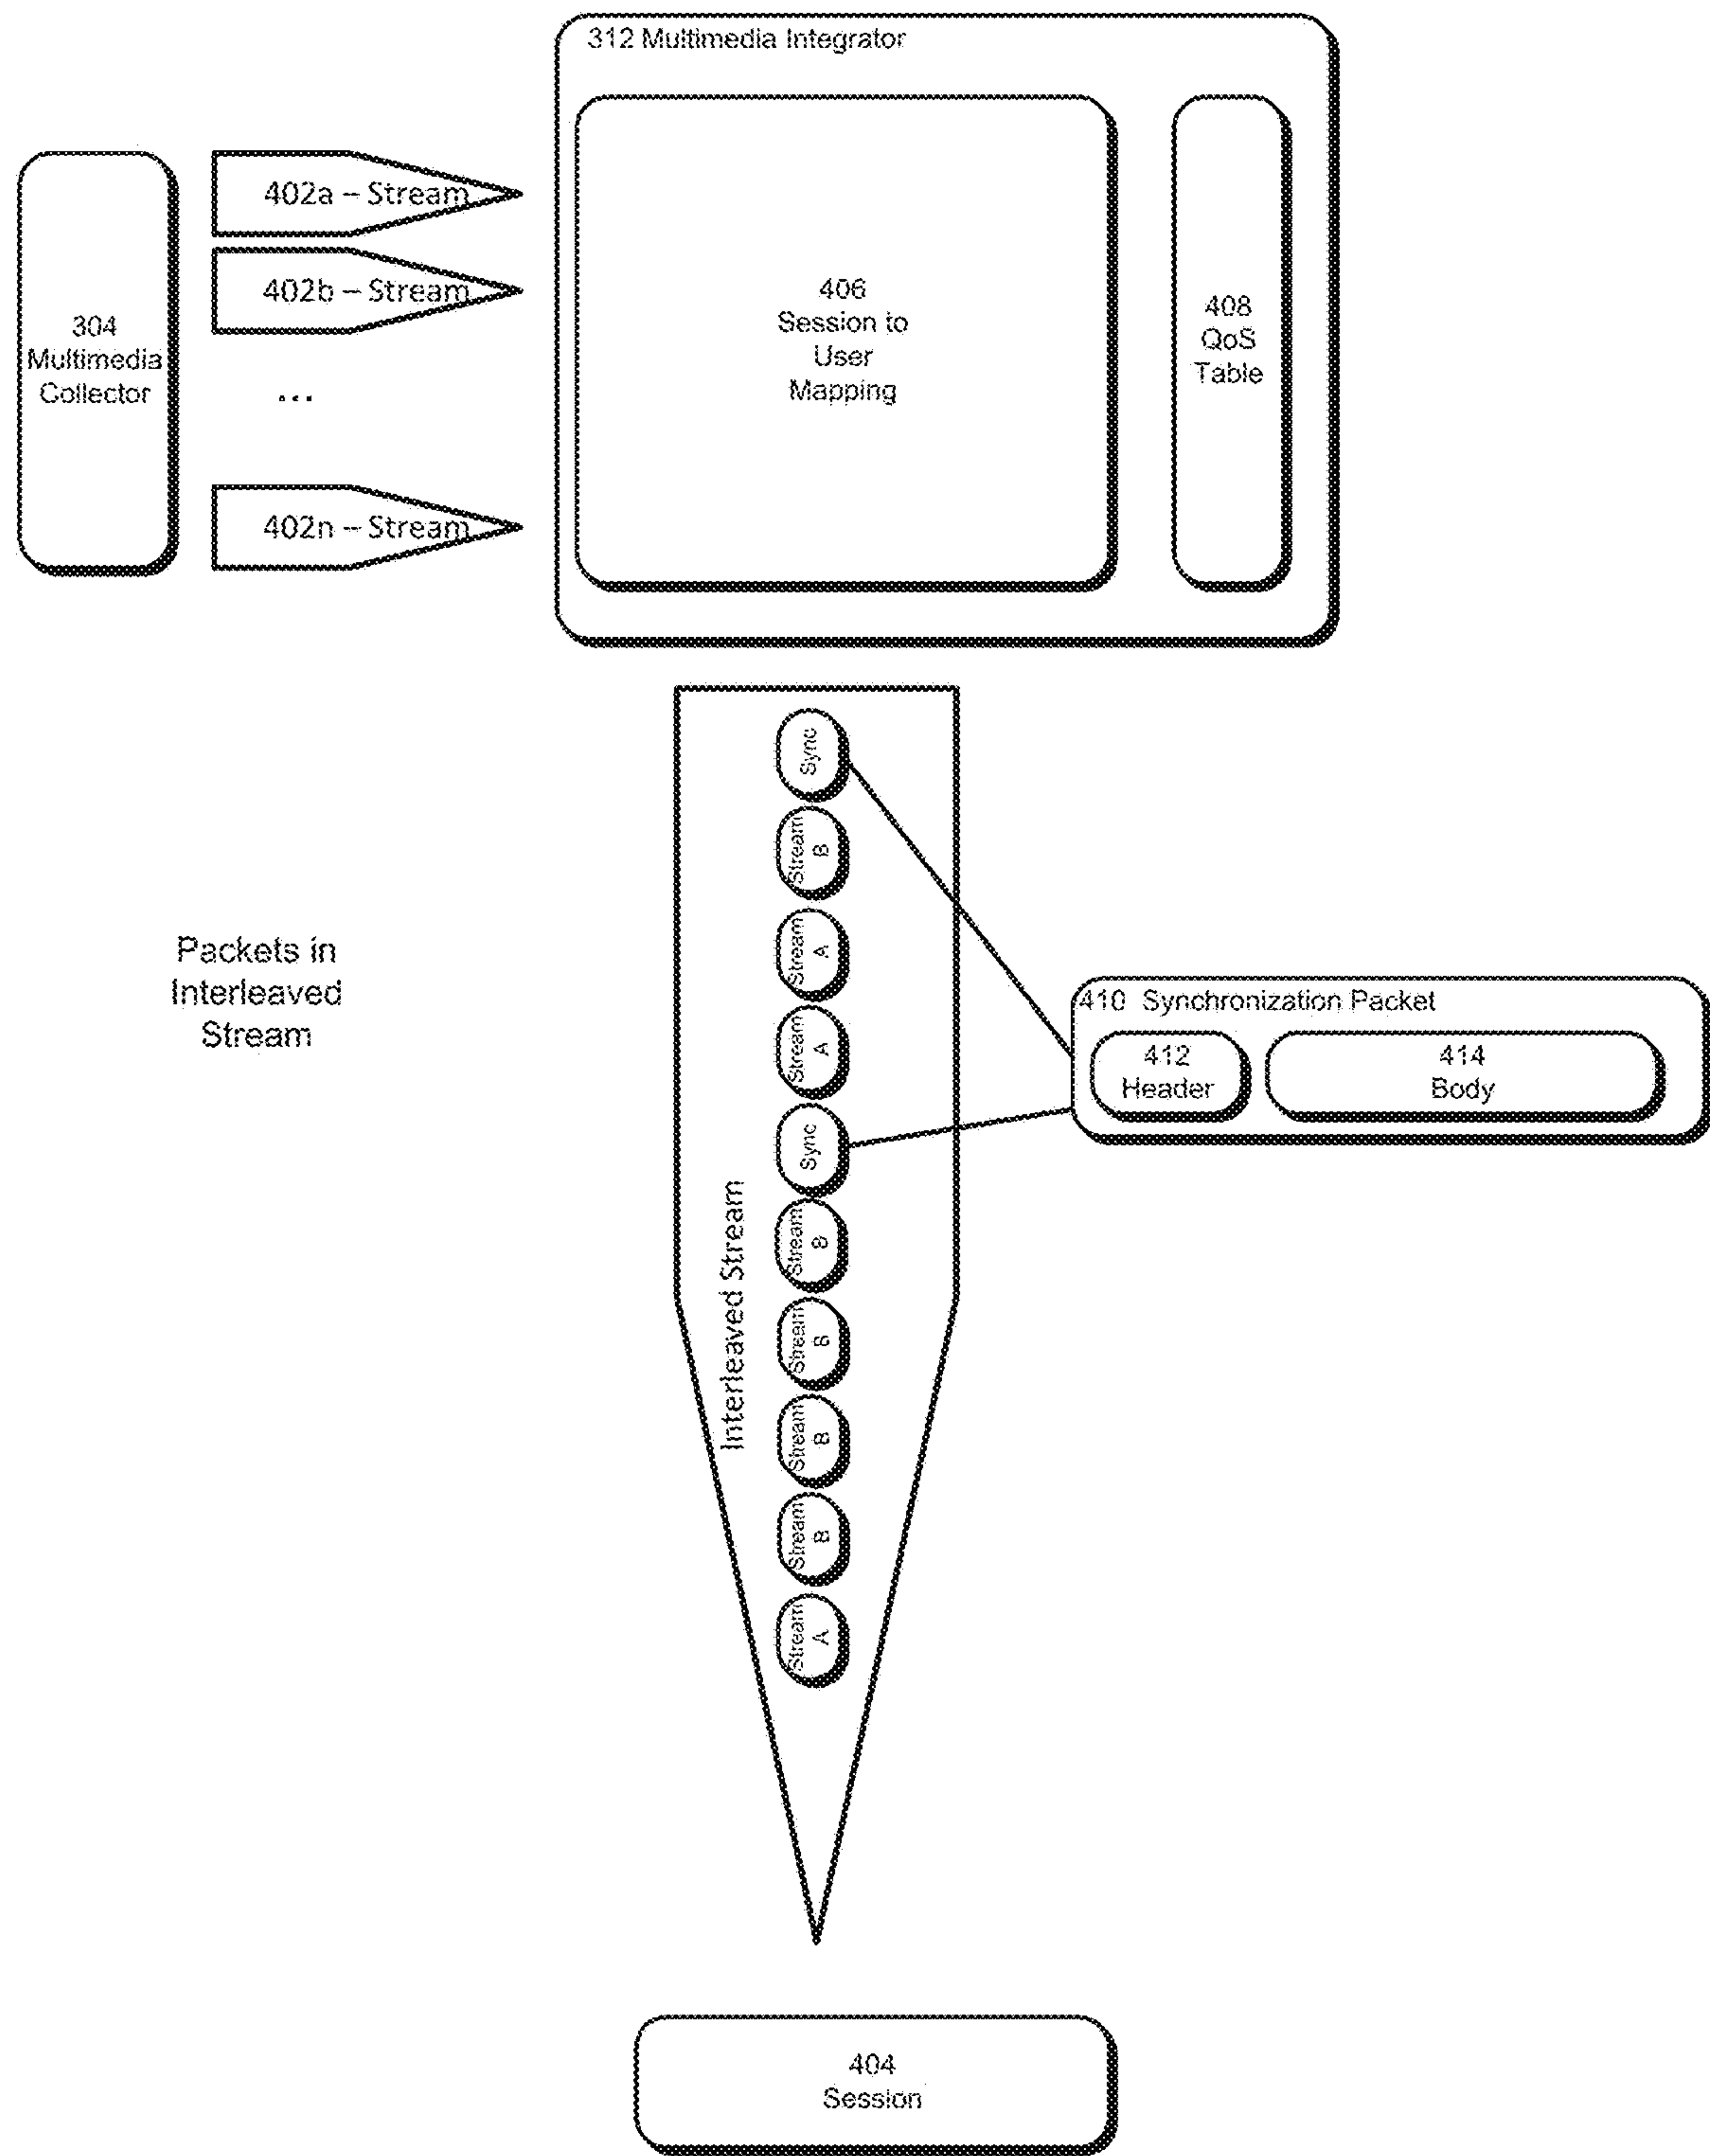 312 Multimedia Integrator
304
Multimedia
Collector
402a – Stream
402b – Stream
...
402n – Stream
406
Session to
User
Mapping
408
QoS
Table
Packets in
Interleaved
Stream
Interleaved Stream
Sync
Stream
B
Stream
A
Stream
A
Sync
Stream
B
Stream
B
Stream
B
Stream
B
Stream
A
410 Synchronization Packet
412
Header
414
Body
404
Session